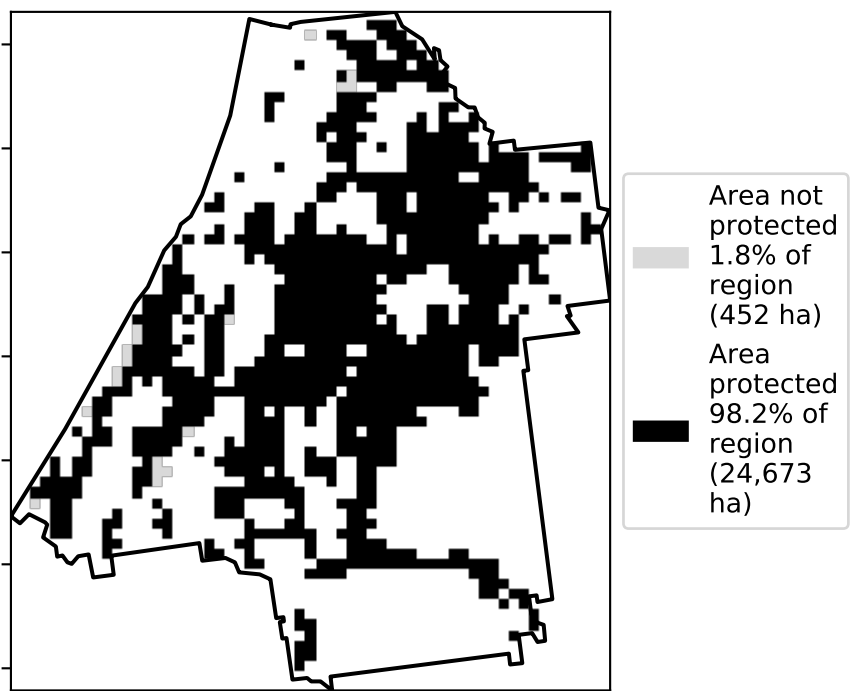 Area not
protected
1.8% of
region
(452 ha)
Area
protected
98.2% of
region
(24,673
ha)